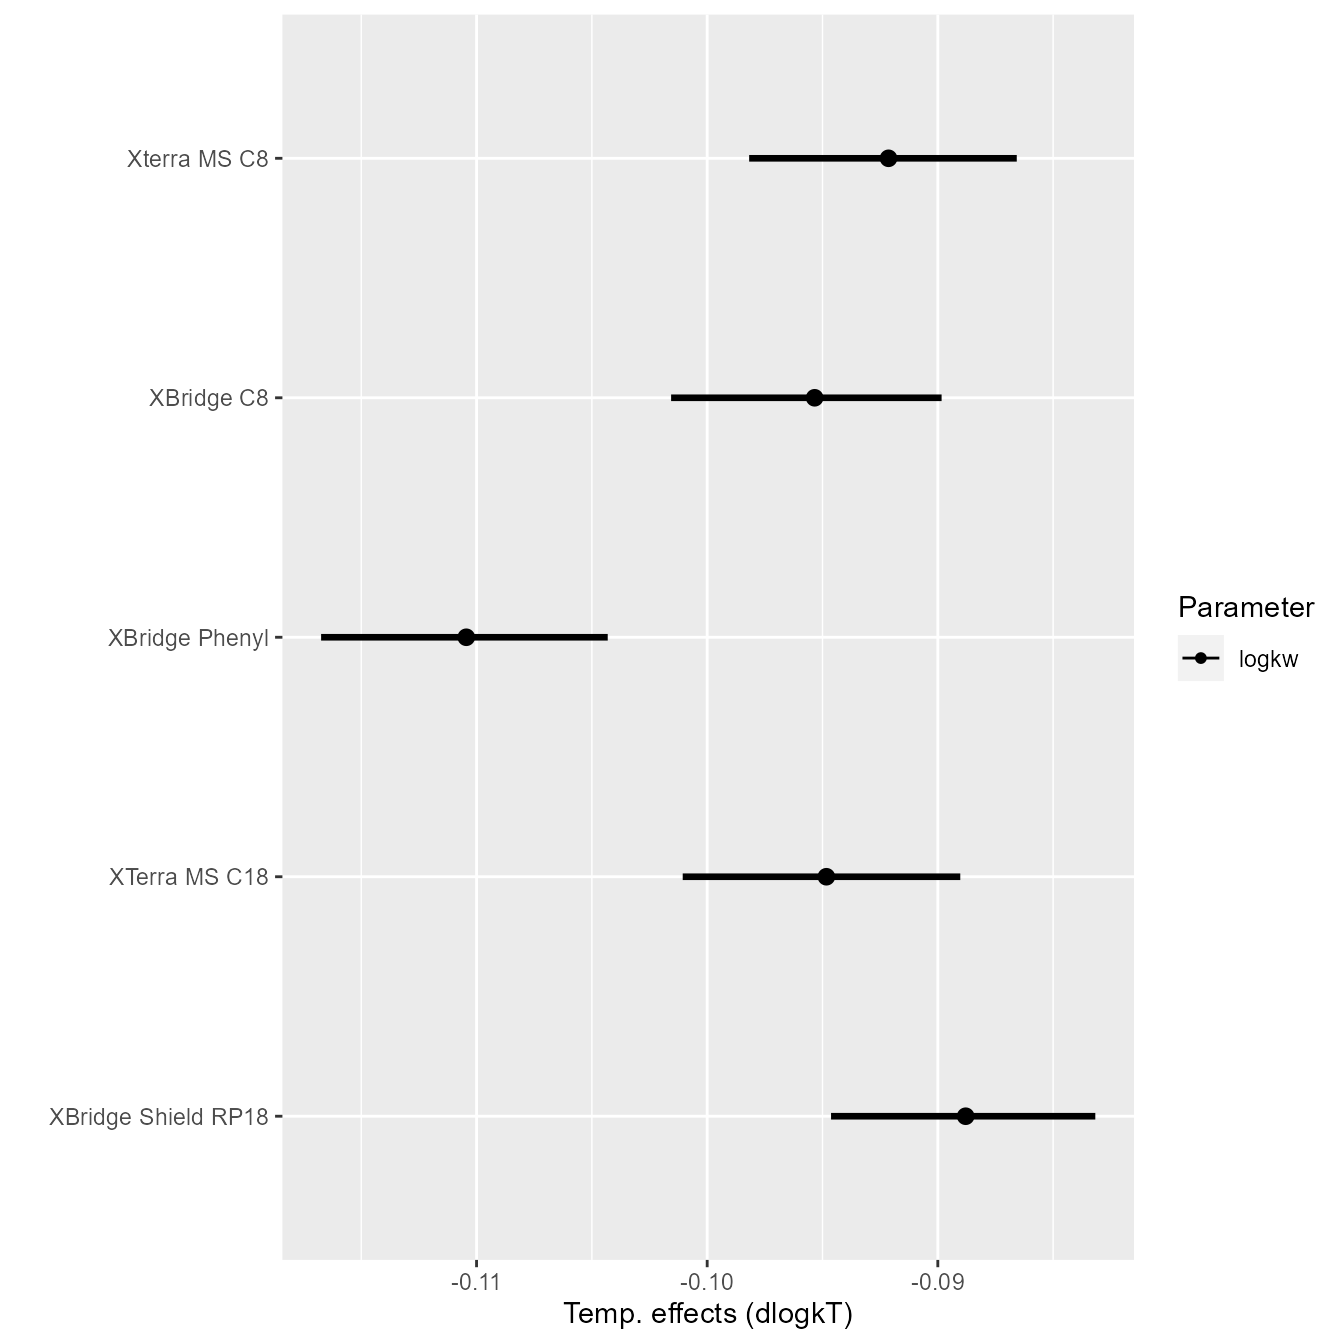 Xterra MS C8
XBridge C8
XBridge Phenyl
XTerra MS C18
XBridge Shield RP18
-0.11
-0.10
-0.09
Temp. effects (dlogkT)
Parameter
logkw